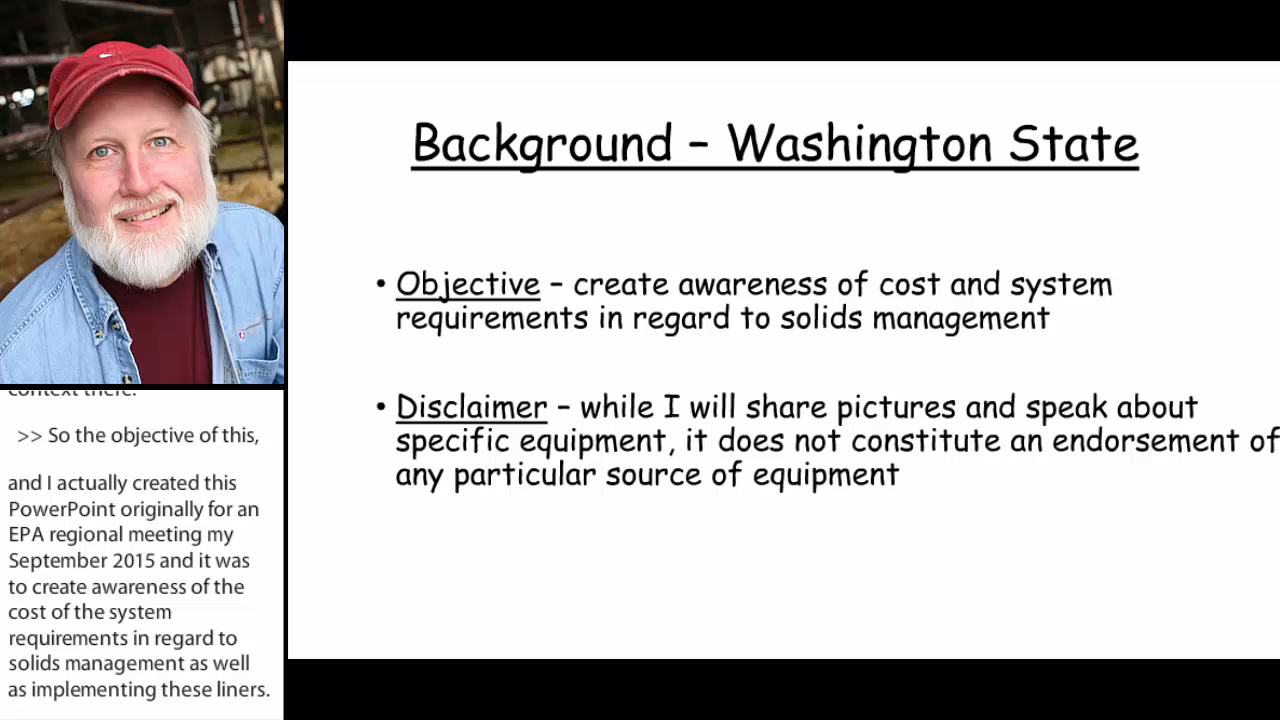 Background – Washington State
• Objective – create awareness of cost and system
requirements in regard to solids management
• Disclaimer – while I will share pictures and speak about
specific equipment, it does not constitute an endorsement of
any particular source of equipment
context there.
>> So the objective of this,
and I actually created this
PowerPoint originally for an
EPA regional meeting my
September 2015 and it was
to create awareness of the
cost of the system
requirements in regard to
solids management as well
as implementing these liners.